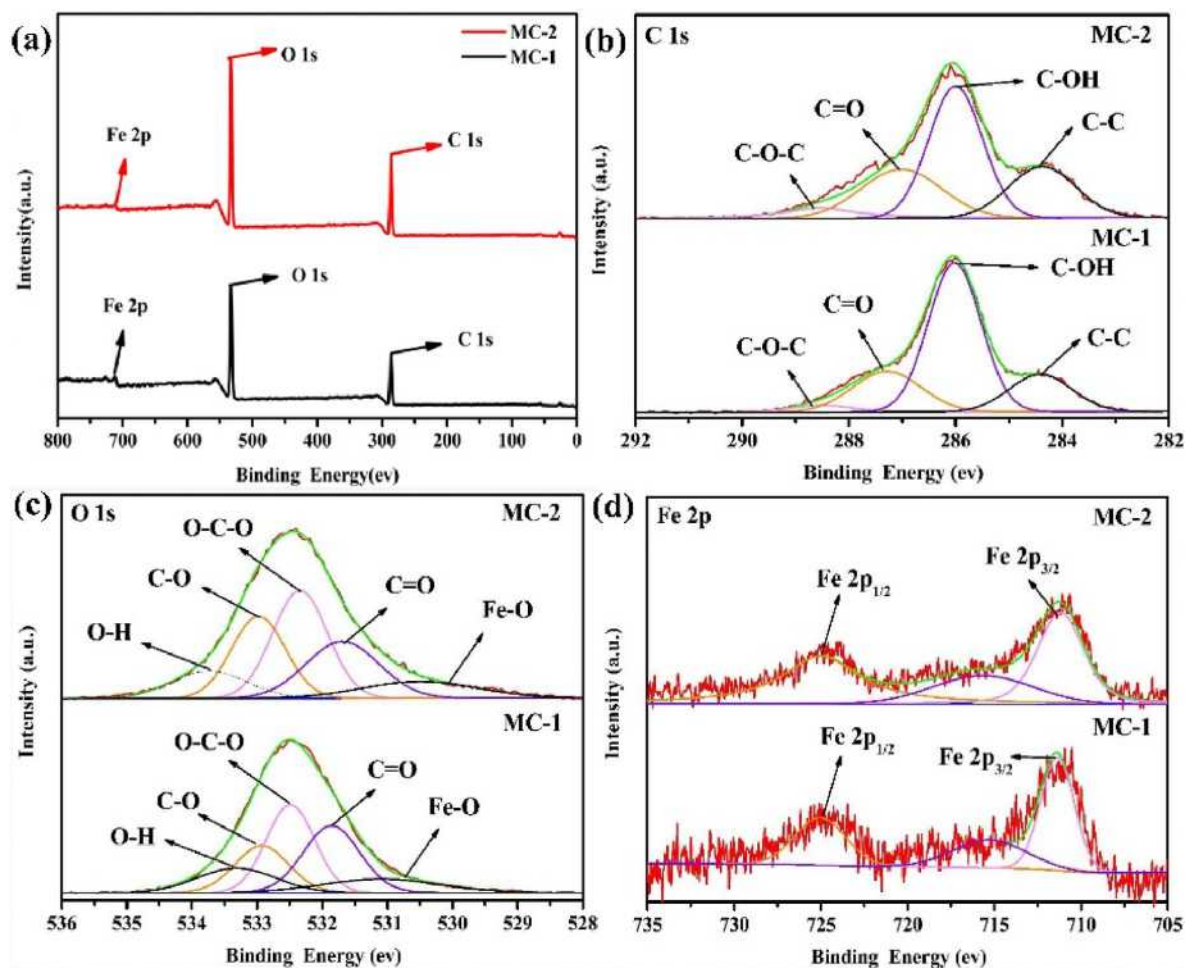 (a)
MC-2
MC-1
O 1s
Fe 2p
C 1s
O 1s
Fe 2p
C 1s
Intensity(a.u.)
800 700 600 500 400 300 200 100 0
Binding Energy(ev)
(b)
C 1s
MC-2
C-OH
C=O
C-C
C-O-C
MC-1
C-OH
C=O
C-C
C-O-C
Intensity (a.u.)
292 290 288 286 284 282
Binding Energy (ev)
(c)
O 1s
MC-2
O-C-O
C-O
C=O
O-H
Fe-O
MC-1
O-C-O
C=O
C-O
Fe-O
O-H
Intensity (a.u.)
536 535 534 533 532 531 530 529 528
Binding Energy (ev)
(d)
Fe 2p
MC-2
Fe 2p3/2
Fe 2p1/2
MC-1
Fe 2p1/2
Fe 2p3/2
Intensity (a.u.)
735 730 725 720 715 710 705
Binding Energy (ev)